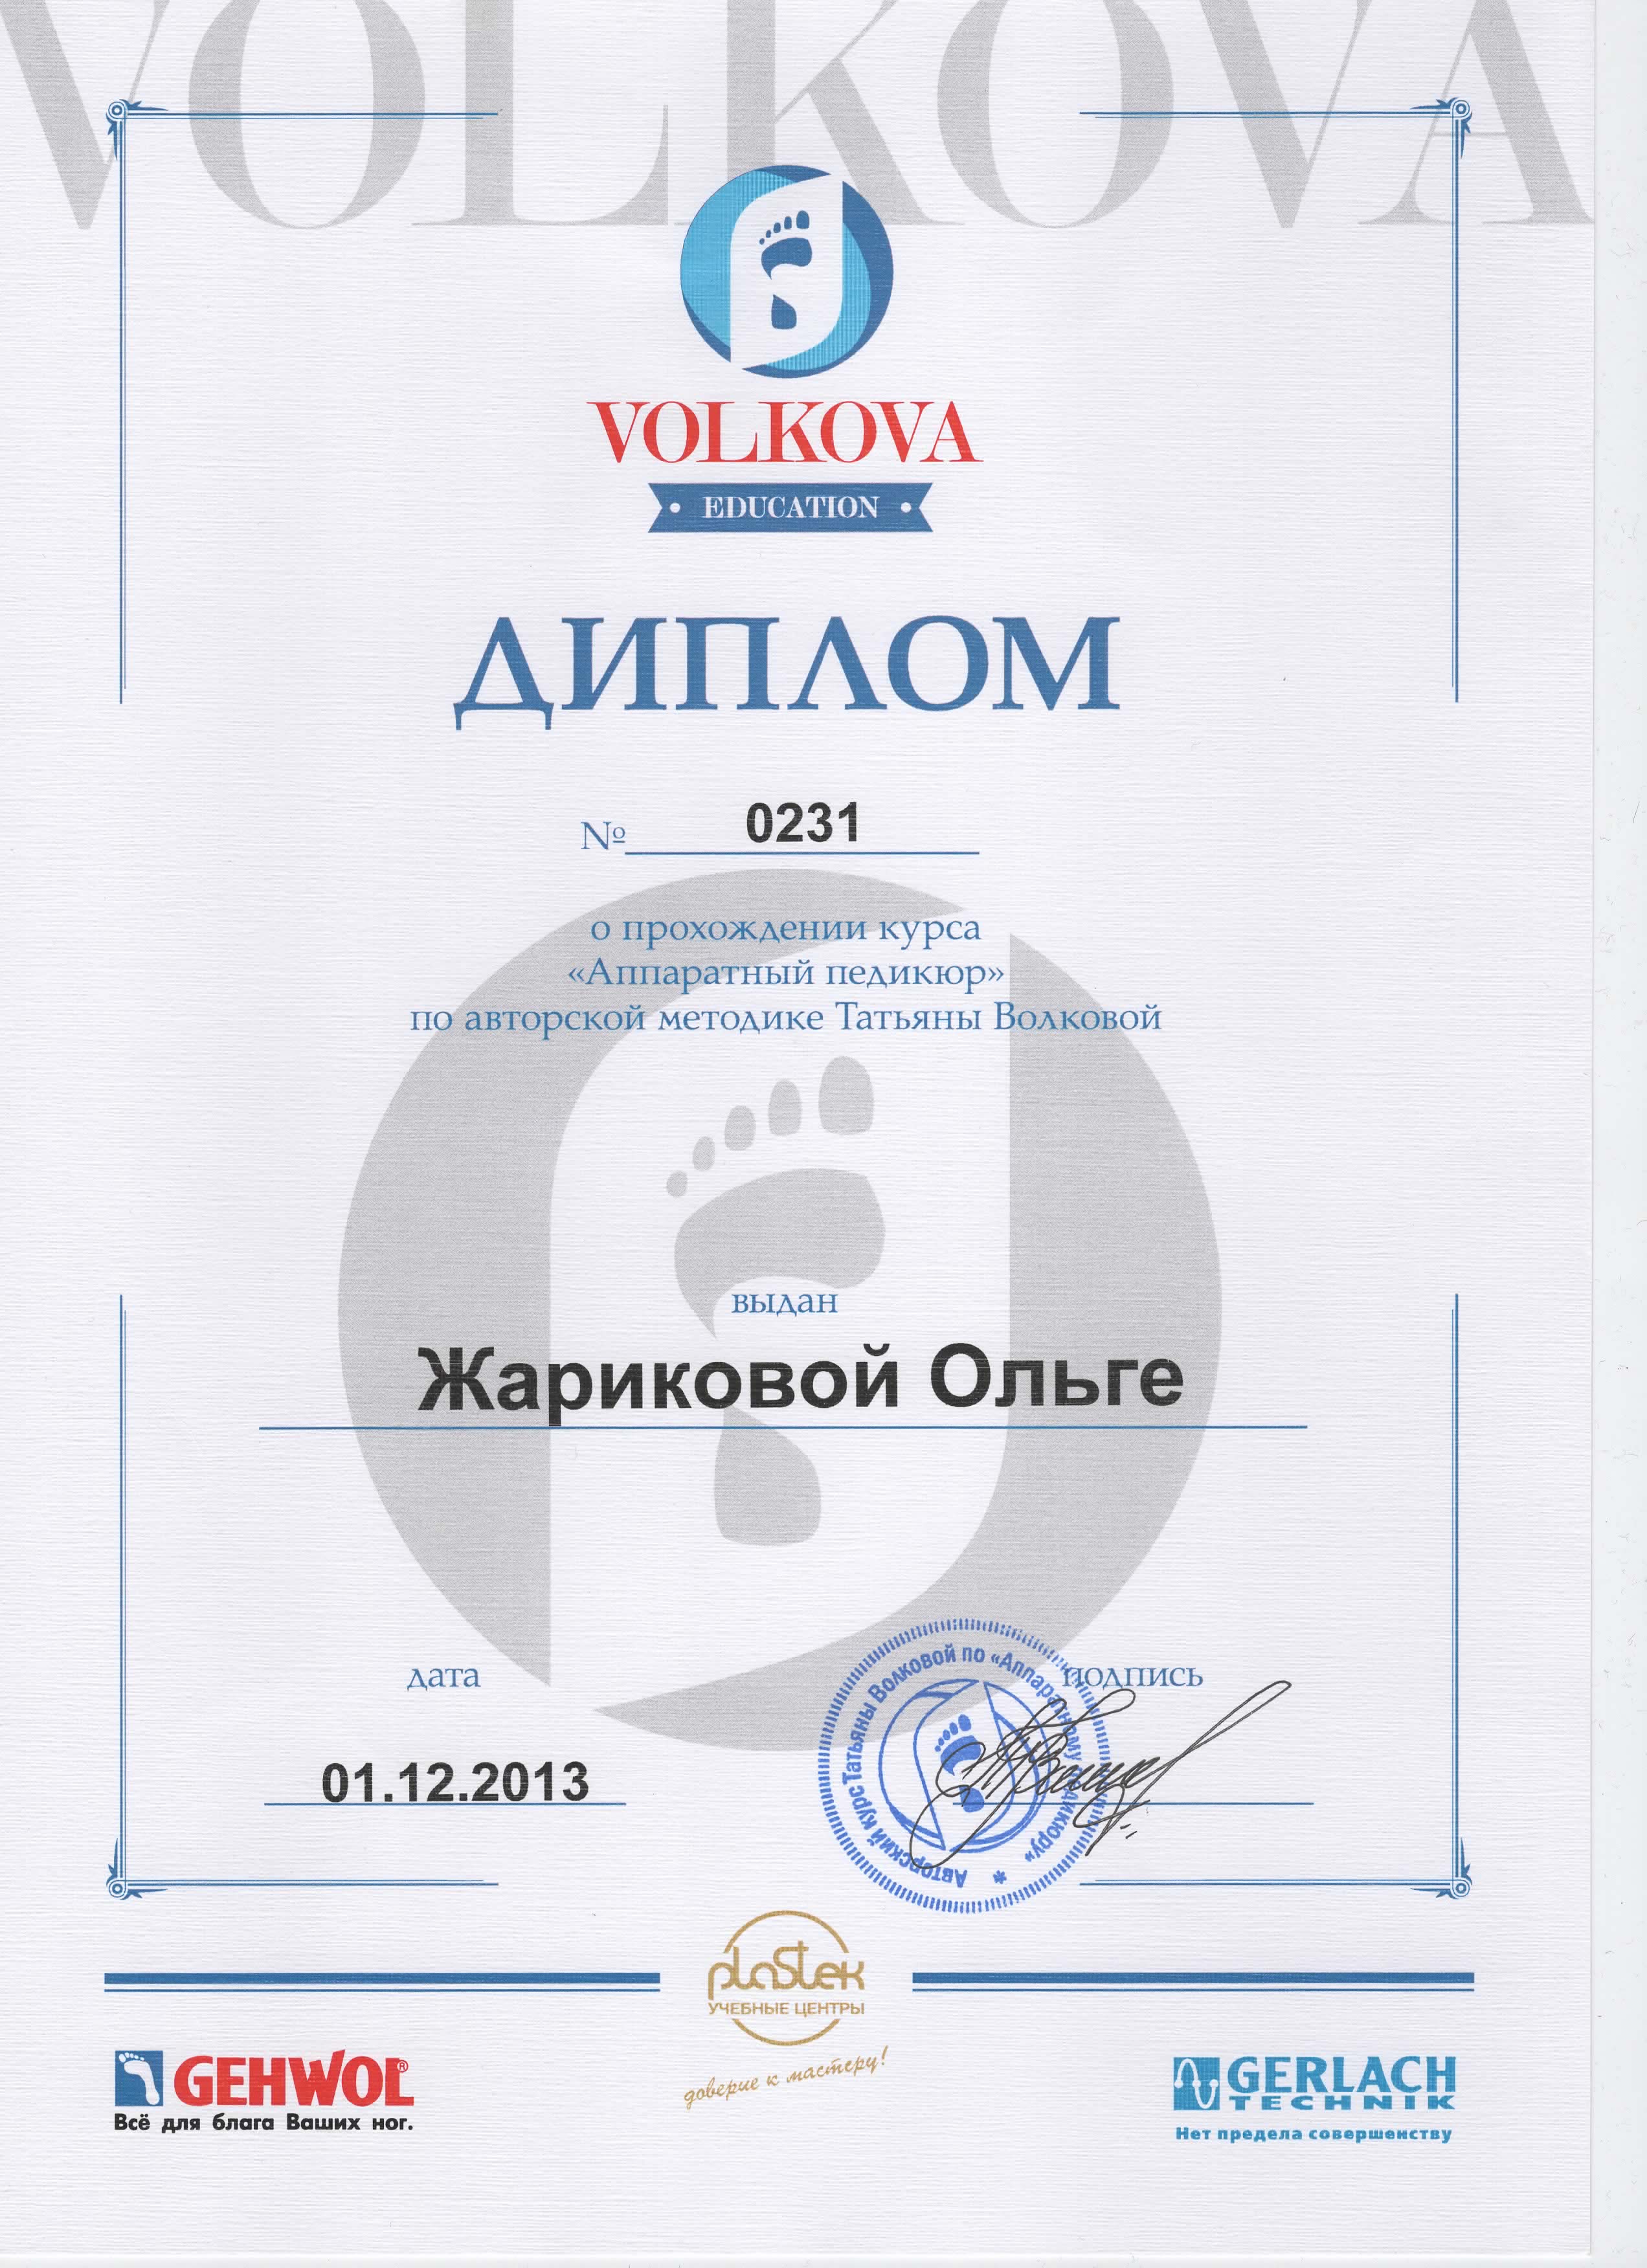 VOLKOVA
VOLKOVA
• EDUCATION •
ДИПЛОМ
№ 0231
о прохождении курса
«Аппаратный педикюр»
по авторской методике Татьяны Волковой
выдан
Жариковой Ольге
дата
подпись
01.12.2013
Авторский курс Татьяны Волковой по «Аппаратному педикюру» *
plastek
УЧЕБНЫЕ ЦЕНТРЫ
доверие к мастеру!
GEHWOL®
Всё для блага Ваших ног.
GERLACH
TECHNIK
Нет предела совершенству